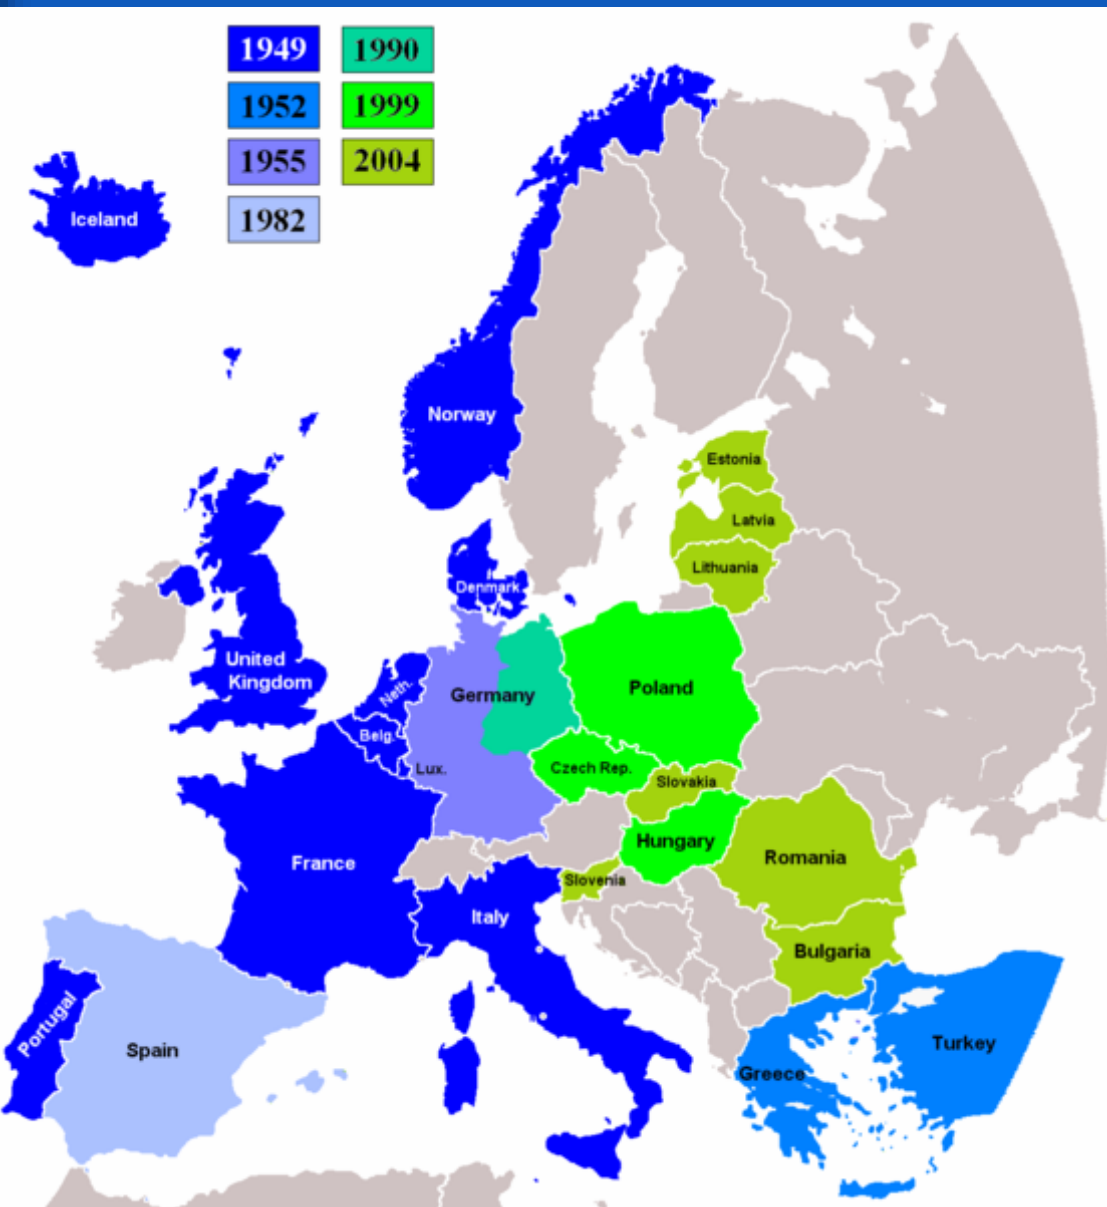 1949
1990
1952
1999
1955
2004
1982
Iceland
Norway
Estonia
Latvia
Lithuania
Denmark
United
Kingdom
Neth.
Germany
Poland
Belg.
Lux.
Czech Rep.
Slovakia
Hungary
Romania
France
Slovenia
Italy
Bulgaria
Portugal
Spain
Turkey
Greece